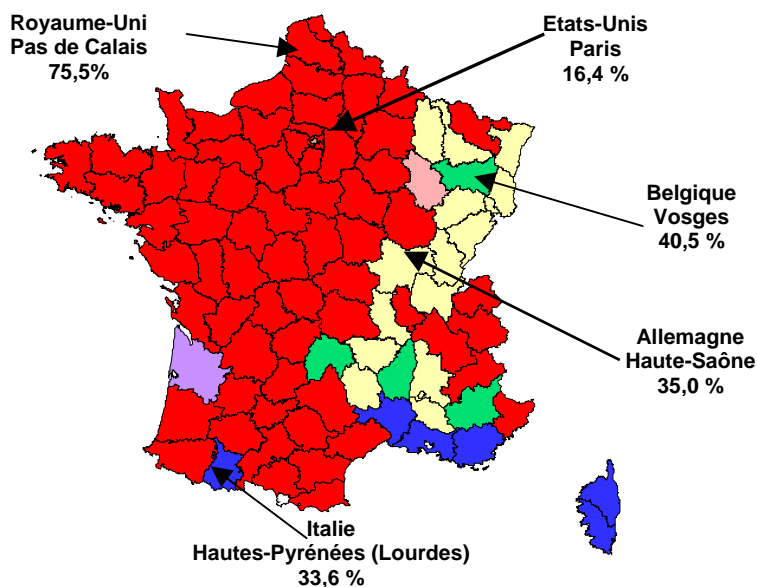 Royaume-Uni
Pas de Calais
75,5%
Etats-Unis
Paris
16,4 %
Belgique
Vosges
40,5 %
Allemagne
Haute-Saône
35,0 %
Italie
Hautes-Pyrénées (Lourdes)
33,6 %